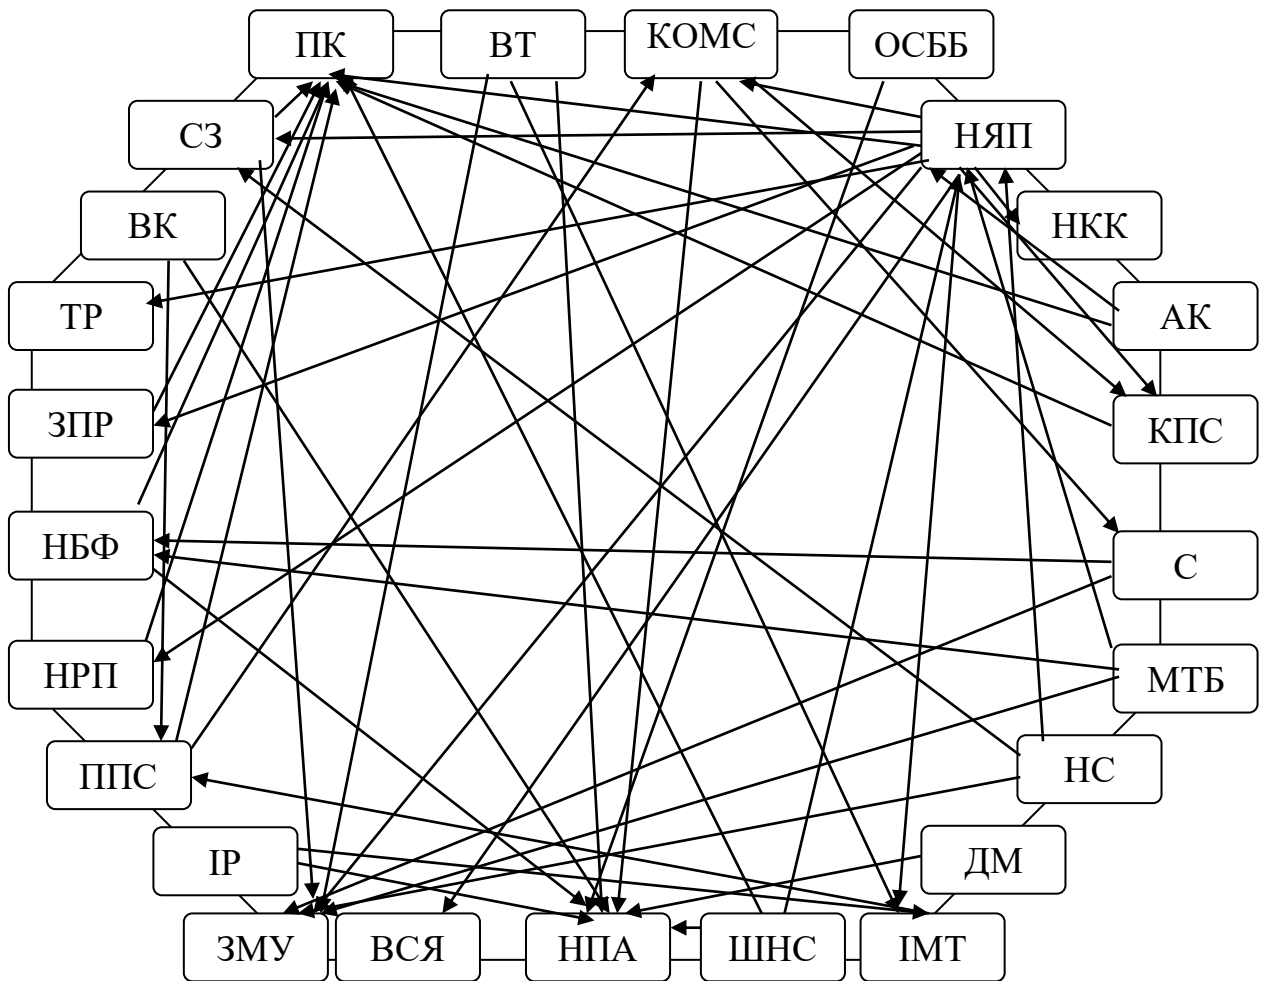 ПК
ВТ
КОМС
ОСББ
СЗ
НЯП
ВК
НКК
ТР
АК
ЗПР
КПС
НБФ
С
НРП
МТБ
ППС
НС
ІР
ДМ
ЗМУ
ВСЯ
НПА
ШНС
ІМТ